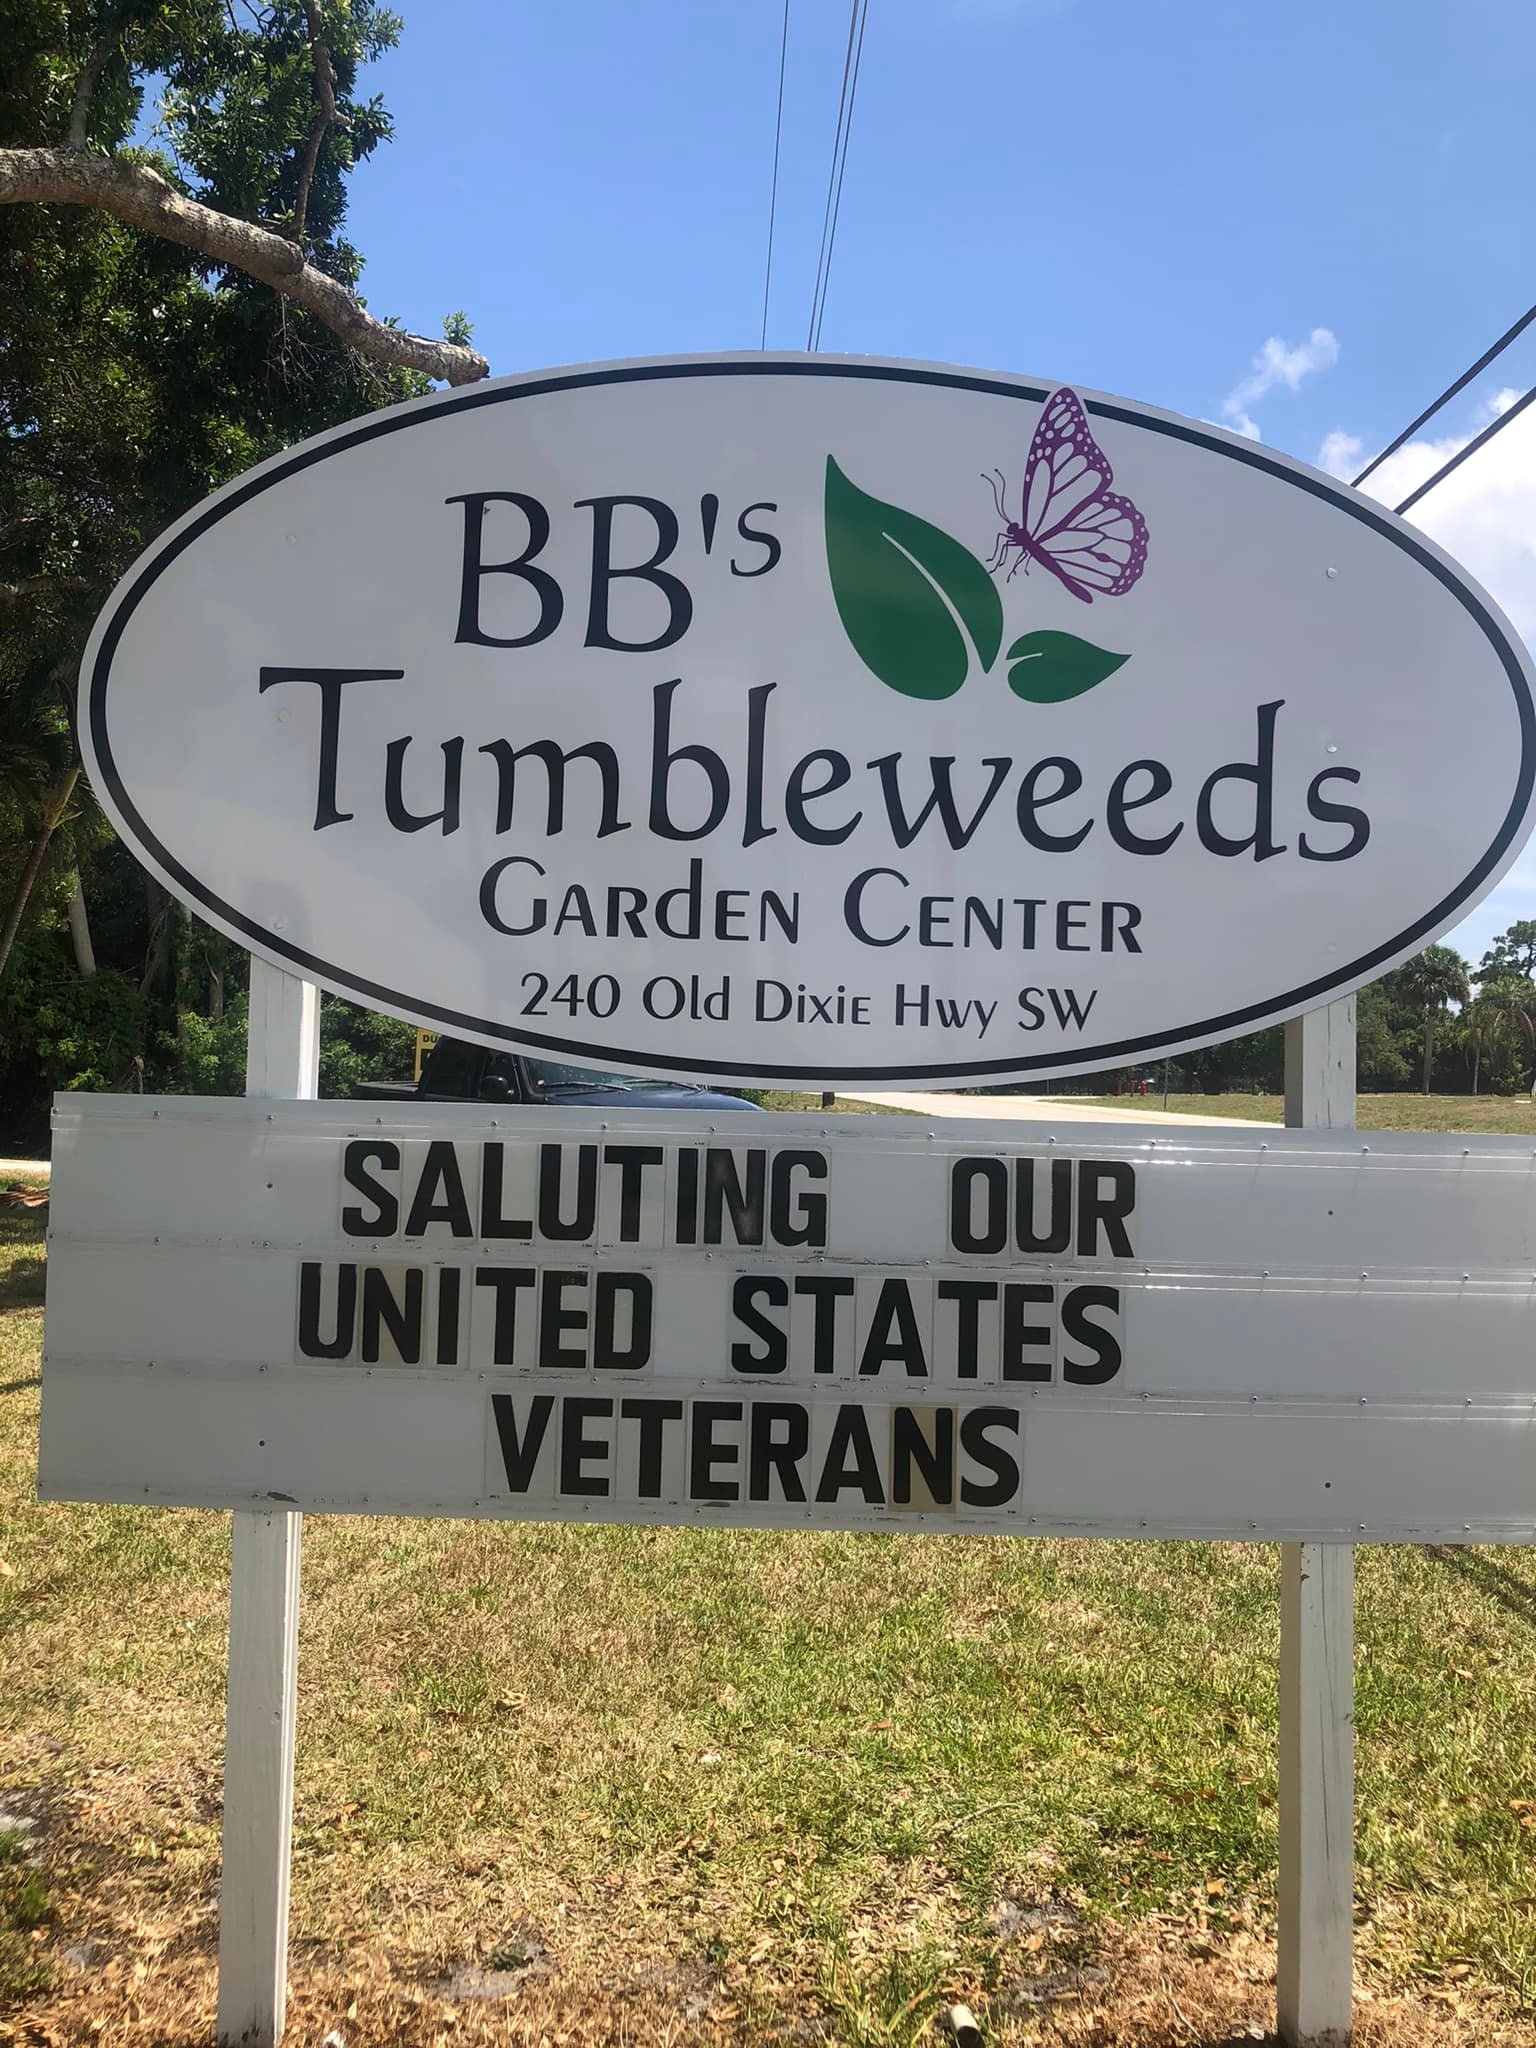 BB's
Tumbleweeds
GARdEN CENTER
240 Old DixiE Hwy SW
SALUTING OUR
UNITED STATES
VETERANS